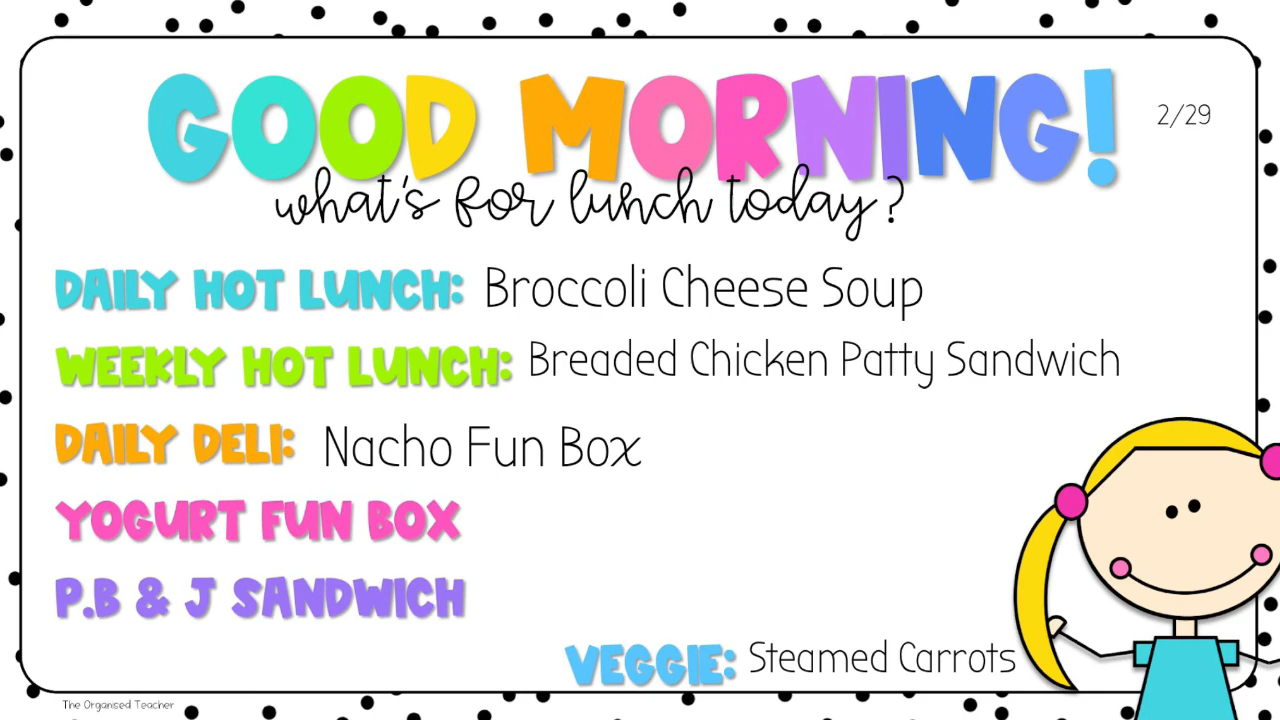 GOOD MORNING!
2/29
what's for lunch today?
DAILY HOT LUNCH: Broccoli Cheese Soup
WEEKLY HOT LUNCH: Breaded Chicken Patty Sandwich
DAILY DELI: Nacho Fun Box
YOGURT FUN BOX
P.B & J SANDWICH
VEGGIE: Steamed Carrots
The Organised Teacher